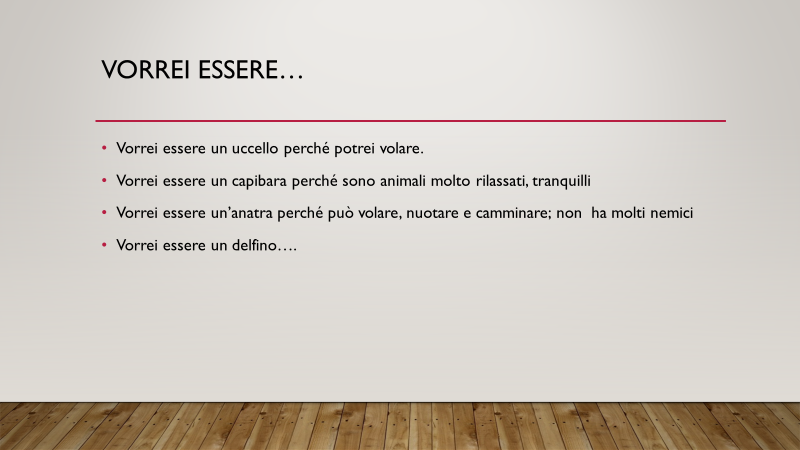 VORREI ESSERE…
• Vorrei essere un uccello perché potrei volare.
• Vorrei essere un capibara perché sono animali molto rilassati, tranquilli
• Vorrei essere un’anatra perché può volare, nuotare e camminare; non  ha molti nemici
• Vorrei essere un delfino….